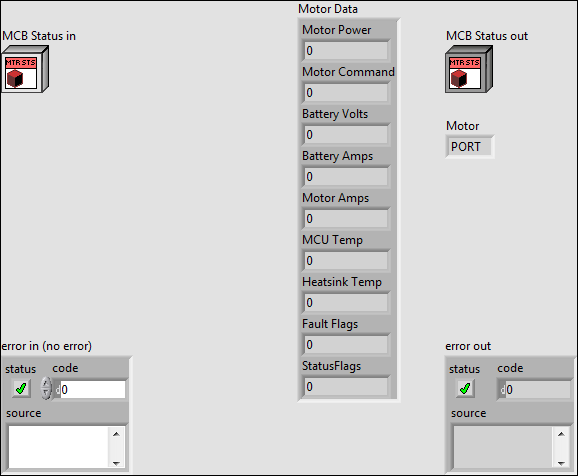 MCB Status in
MTR STS
Motor Data
Motor Power
0
Motor Command
0
Battery Volts
0
Battery Amps
0
Motor Amps
0
MCU Temp
0
Heatsink Temp
0
Fault Flags
0
StatusFlags
0
MCB Status out
MTR STS
Motor
PORT
error in (no error)
status code
d 0
source
error out
status code
d 0
source